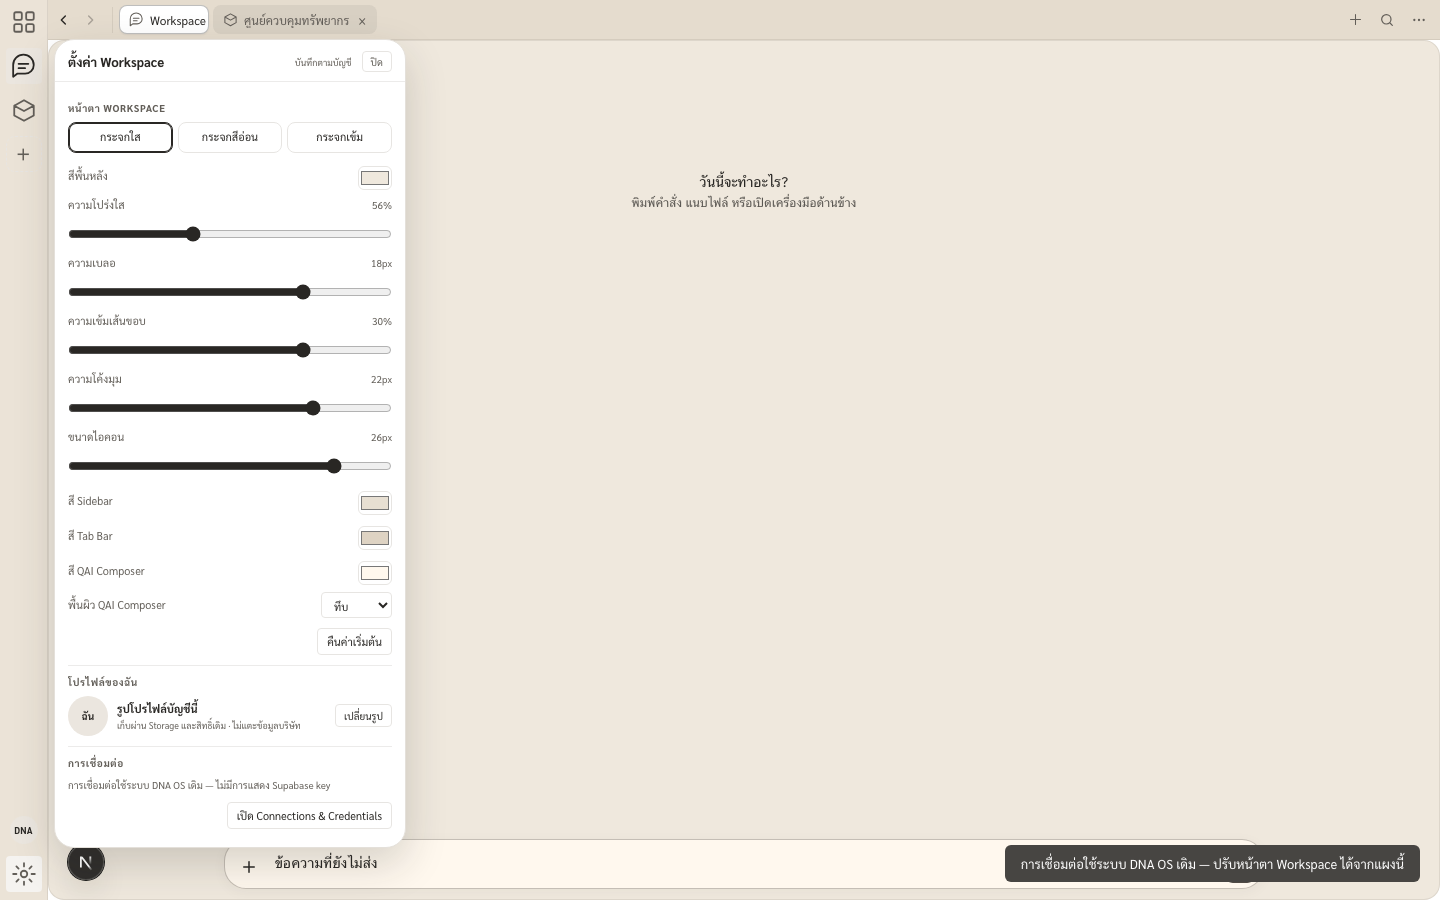 Workspace
ศูนย์ควบคุมทรัพยากร
ตั้งค่า Workspace
บันทึกตามบัญชี
ปิด
หน้าตา WORKSPACE
กระจกใส
กระจกสีอ่อน
กระจกเข้ม
สีพื้นหลัง
ความโปร่งใส
56%
ความเบลอ
18px
ความเข้มเส้นขอบ
30%
ความโค้งมุม
22px
ขนาดไอคอน
26px
สี Sidebar
สี Tab Bar
สี QAI Composer
พื้นผิว QAI Composer
ทึบ
คืนค่าเริ่มต้น
โปรไฟล์ของฉัน
ฉัน
รูปโปรไฟล์บัญชีนี้
เก็บผ่าน Storage และสิทธิ์เดิม · ไม่แตะข้อมูลบริษัท
เปลี่ยนรูป
การเชื่อมต่อ
การเชื่อมต่อใช้ระบบ DNA OS เดิม — ไม่มีการแสดง Supabase key
เปิด Connections & Credentials
วันนี้จะทำอะไร?
พิมพ์คำสั่ง แนบไฟล์ หรือเปิดเครื่องมือด้านข้าง
DNA
N
ข้อความที่ยังไม่ส่ง
การเชื่อมต่อใช้ระบบ DNA OS เดิม — ปรับหน้าตา Workspace ได้จากแผงนี้